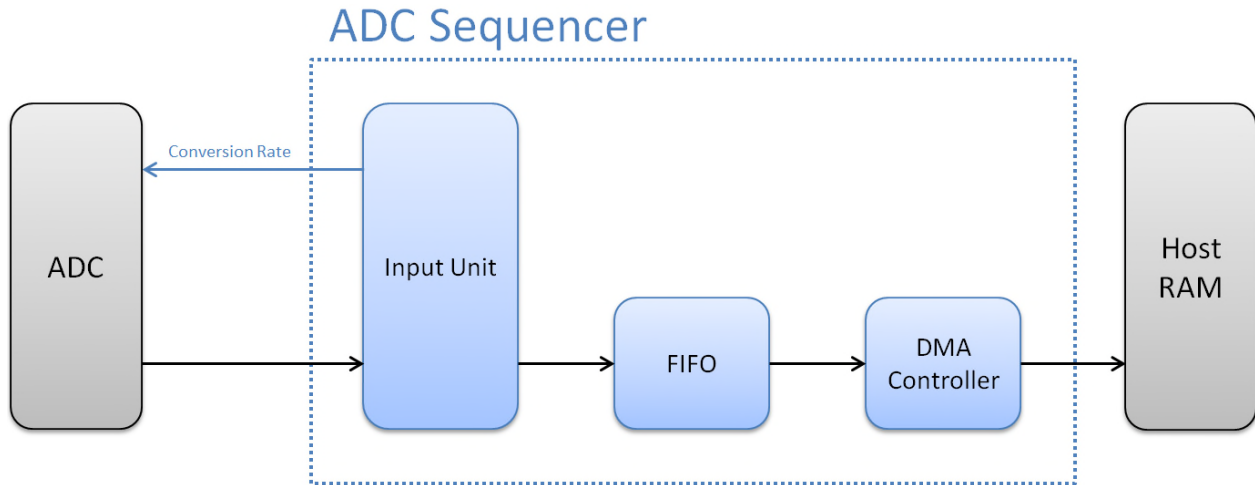 ADC Sequencer
Conversion Rate
ADC
Input Unit
Host
RAM
FIFO
DMA
Controller